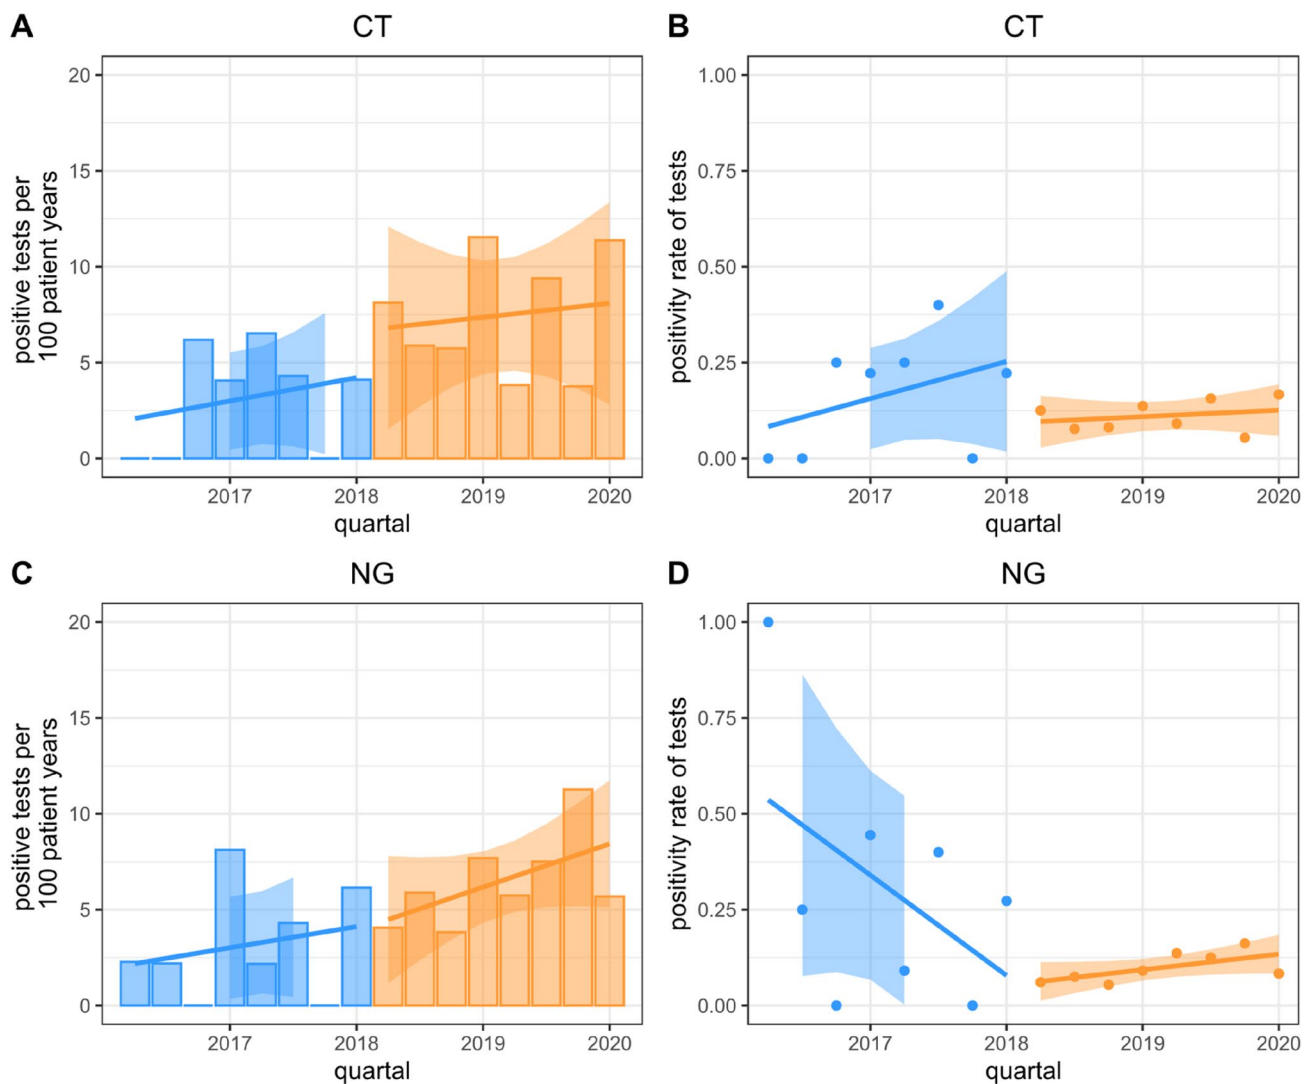 A
CT
20
15
10
5
0
positive tests per
100 patient years
2017 2018 2019 2020
quartal
B
CT
1.00
0.75
0.50
0.25
0.00
positivity rate of tests
2017 2018 2019 2020
quartal
C
NG
20
15
10
5
0
positive tests per
100 patient years
2017 2018 2019 2020
quartal
D
NG
1.00
0.75
0.50
0.25
0.00
positivity rate of tests
2017 2018 2019 2020
quartal